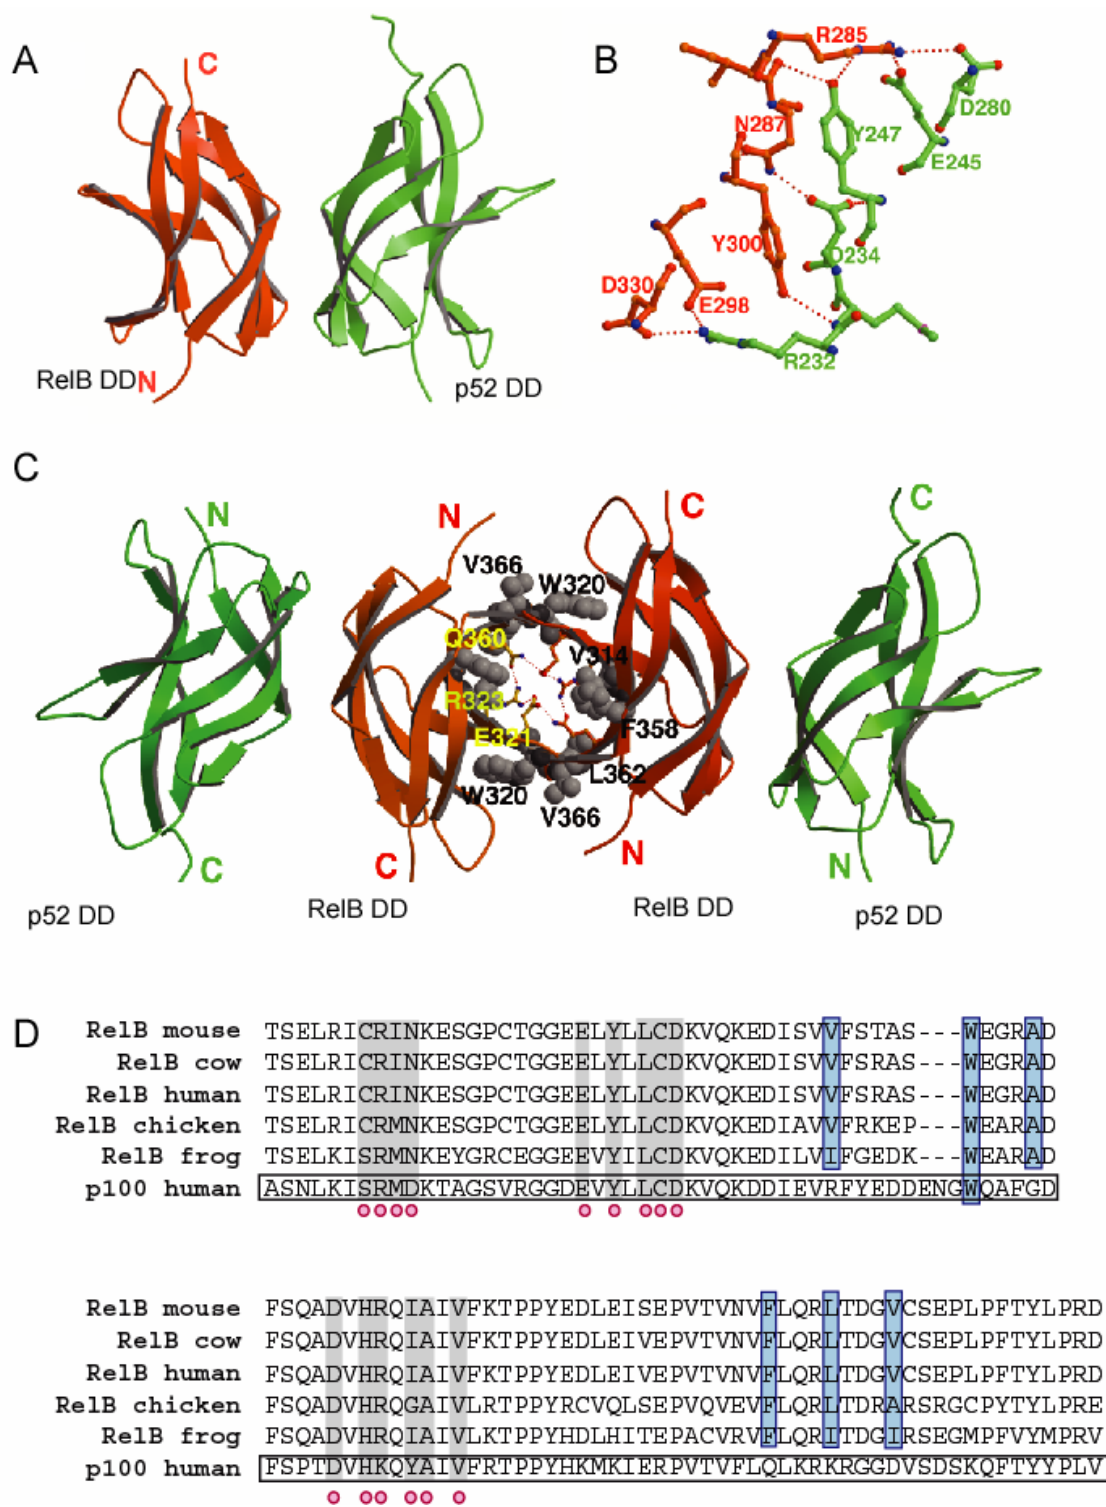 A
C
RelB DD
N
p52 DD
B
R285
D280
N287
Y247
E245
Y300
D234
D330
E298
R232
C
N
N
C
C
V366
W320
Q360
V314
R323
E321
F358
L362
W320
V366
N
N
C
C
p52 DD
RelB DD
RelB DD
p52 DD
D
RelB mouse TSELRICRINKESGPCTGGEELYLLCDKVQKEDISVVFSTAS---WEGRAD
RelB cow TSELRICRINKESGPCTGGEELYLLCDKVQKEDISVVFSRAS---WEGRAD
RelB human TSELRICRINKESGPCTGGEELYLLCDKVQKEDISVVFSRAS---WEGRAD
RelB chicken TSELRICRMNKESGPCTGGEELYLLCDKVQKEDIAVVFRKEP---WEARAD
RelB frog TSELKISRMNKEYGRCEGGEEVYILCDKVQKEDILVIFGEDK---WEARAD
p100 human ASNLKISRMDKTAGSVRGGDEVYLLCDKVQKDDIEVRFYEDDENGWQAFGD
RelB mouse FSQADVHRQIAIVFKTPPYEDLEISEPVTVNVFLQRLTDGVCSEPLPFTYLPRD
RelB cow FSQADVHRQIAIVFKTPPYEDLEIVEPVTVNVFLQRLTDGVCSEPLPFTYLPRD
RelB human FSQADVHRQIAIVFKTPPYEDLEIVEPVTVNVFLQRLTDGVCSEPLPFTYLPRD
RelB chicken FSQADVHRQGAIVLRTPPYRCVQLSEPVQVEVFLQRLTDRARSRGCPYTYLPRE
RelB frog FSQADVHRQIAIVLKTPPYHDLHITEPACVRVFLQRITDGIRSEGMPFVYMPRV
p100 human FSPTDVHKQYAIVFRTPPYHKMKIERPVTVFLQLKRKRGGDVSDSKQFTYYPLV